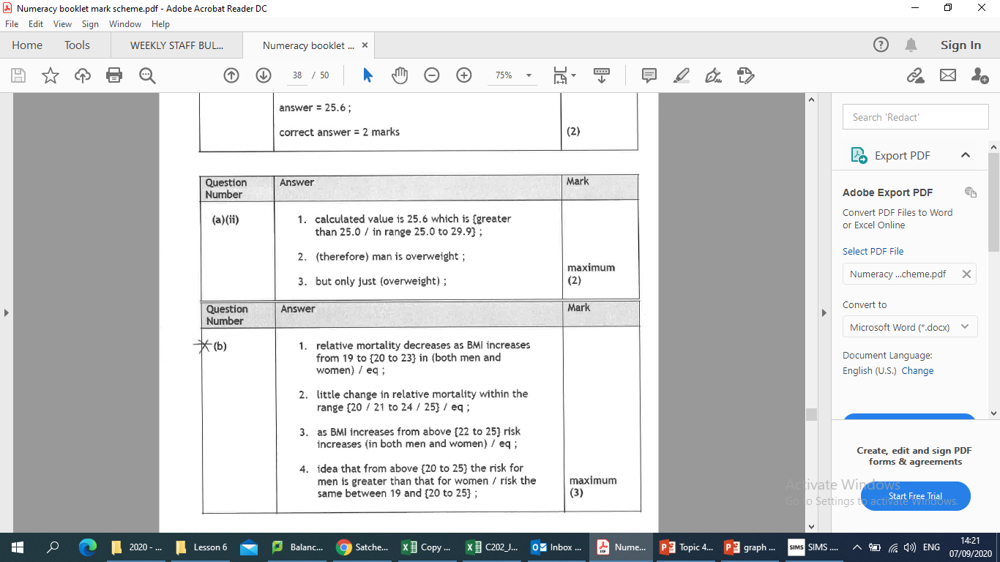 Numeracy booklet mark scheme.pdf - Adobe Acrobat Reader DC
File Edit View Sign Window Help
Home Tools WEEKLY STAFF BUL... Numeracy booklet ... × Sign In
38 / 50 75%
answer = 25.6 ;
correct answer = 2 marks (2)
Question Number Answer Mark
(a)(ii) 1. calculated value is 25.6 which is {greater
than 25.0 / in range 25.0 to 29.9} ;
2. (therefore) man is overweight ;
maximum
3. but only just (overweight) ; (2)
Question Number Answer Mark
(b) 1. relative mortality decreases as BMI increases
from 19 to {20 to 23} in (both men and
women) / eq ;
2. little change in relative mortality within the
range {20 / 21 to 24 / 25} / eq ;
3. as BMI increases from above {22 to 25} risk
increases (in both men and women) / eq ;
4. idea that from above {20 to 25} the risk for
men is greater than that for women / risk the maximum
same between 19 and {20 to 25} ; (3)
Search 'Redact'
Export PDF
Adobe Export PDF
Convert PDF Files to Word
or Excel Online
Select PDF File
Numeracy ...cheme.pdf
Convert to
Microsoft Word (*.docx)
Document Language:
English (U.S.) Change
Create, edit and sign PDF
forms & agreements
Start Free Trial
Activate Windows
Go to Settings to activate Windows.
2020 - ... Lesson 6 Balanc... Satche... Copy ... C202_J... Inbox ... Nume... Topic 4... graph ... SIMS SIMS .... ENG 14:21
07/09/2020